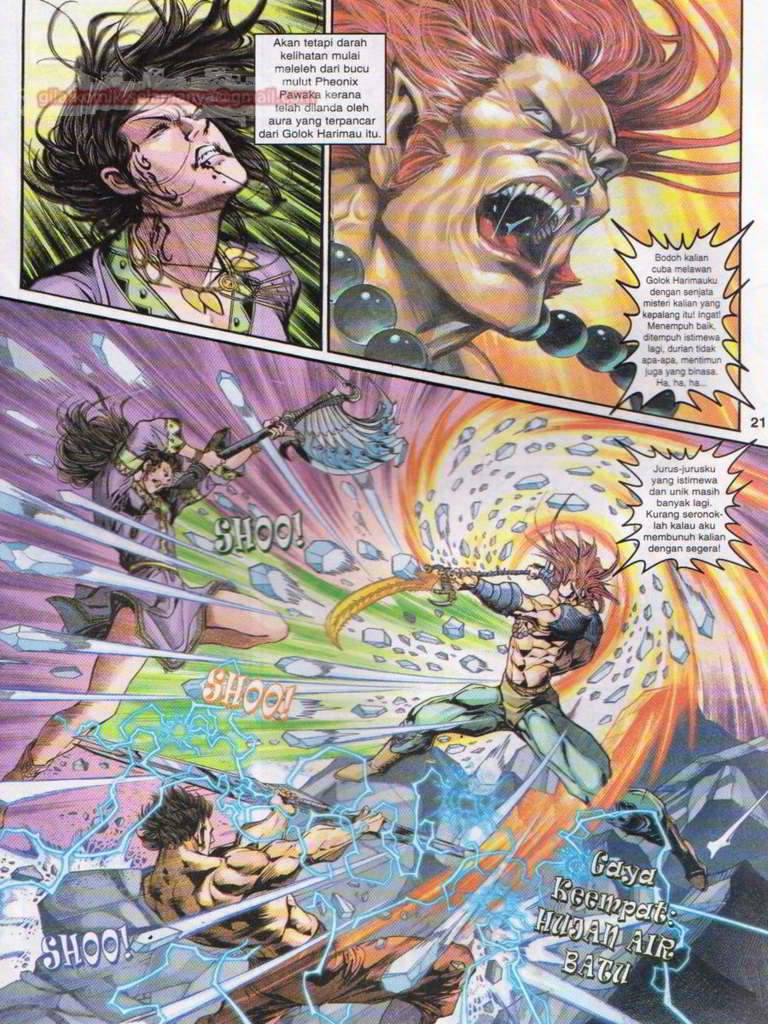 Akan tetapi darah
kelihatan mulai
meleleh dari bucu
mulut Pheonix
Pawaka kerana
telah dilanda oleh
aura yang terpancar
dari Golok Harimau itu.
Bodoh kalian
cuba melawan
Golok Harimauku
dengan senjata
misteri kalian yang
kepalang itu! Ingat!
Menempuh baik,
ditempuh istimewa
lagi, durian tidak
apa-apa, mentimun
juga yang binasa.
Ha, ha, ha...
21
Jurus-jurusku
yang istimewa
dan unik masih
banyak lagi.
Kurang seronok-
lah kalau aku
membunuh kalian
dengan segera!
SHOO!
SHOO!
SHOO!
Gaya
Keempat:
HUJAN AIR
BATU